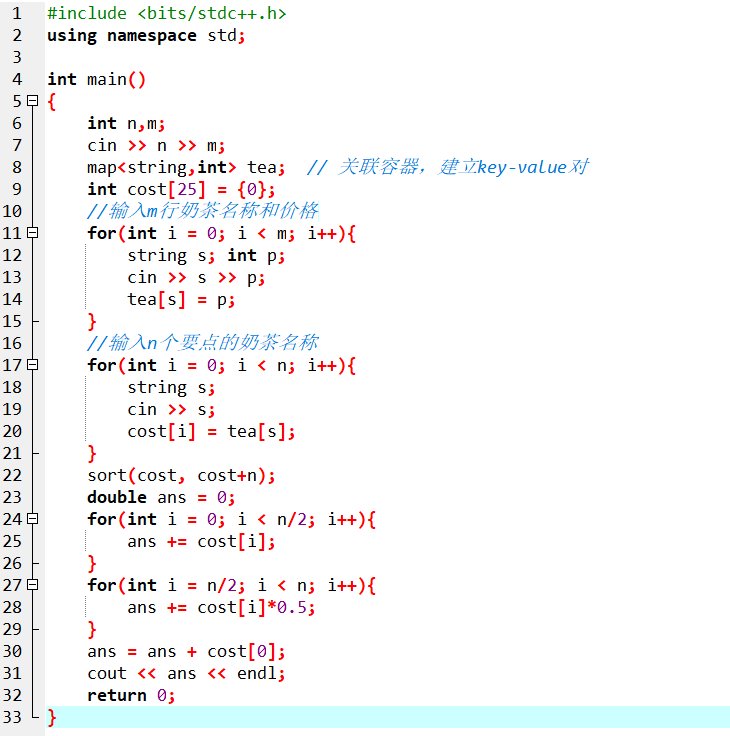 1 #include <bits/stdc++.h>
2 using namespace std;
3
4 int main()
5 {
6 int n,m;
7 cin >> n >> m;
8 map<string,int> tea; // 关联容器，建立key-value对
9 int cost[25] = {0};
10 //输入m行奶茶名称和价格
11 for(int i = 0; i < m; i++){
12 string s; int p;
13 cin >> s >> p;
14 tea[s] = p;
15 }
16 //输入n个要点的奶茶名称
17 for(int i = 0; i < n; i++){
18 string s;
19 cin >> s;
20 cost[i] = tea[s];
21 }
22 sort(cost, cost+n);
23 double ans = 0;
24 for(int i = 0; i < n/2; i++){
25 ans += cost[i];
26 }
27 for(int i = n/2; i < n; i++){
28 ans += cost[i]*0.5;
29 }
30 ans = ans + cost[0];
31 cout << ans << endl;
32 return 0;
33 }